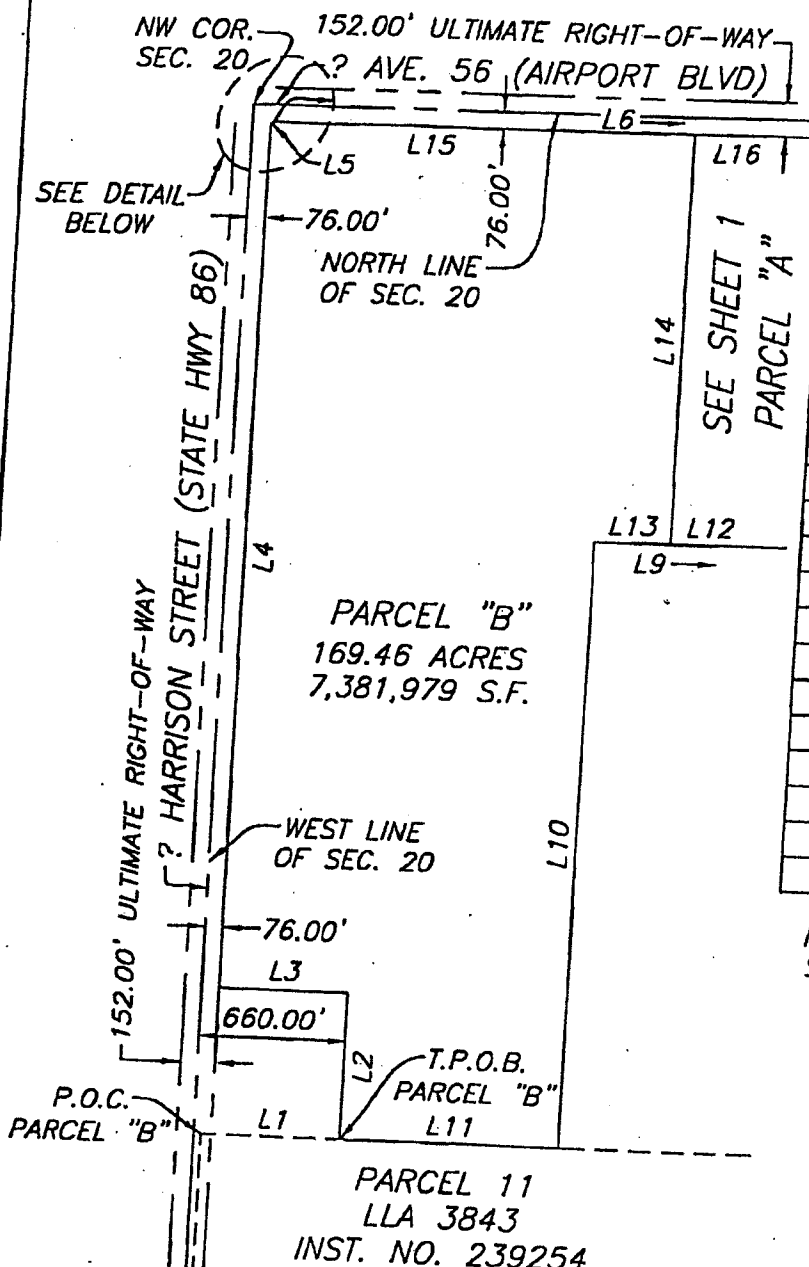 NW COR.
SEC. 20
152.00' ULTIMATE RIGHT-OF-WAY
? AVE. 56 (AIRPORT BLVD)
L6
L15
L16
L5
SEE DETAIL
BELOW
76.00'
76.00'
NORTH LINE
OF SEC. 20
SEE SHEET 1
PARCEL "A"
L14
? HARRISON STREET (STATE HWY 86)
L4
L13
L12
L9
PARCEL "B"
169.46 ACRES
7,381,979 S.F.
152.00' ULTIMATE RIGHT-OF-WAY
WEST LINE
OF SEC. 20
L10
76.00'
L3
660.00'
L2
T.P.O.B.
PARCEL "B"
P.O.C.
PARCEL "B"
L1
L11
PARCEL 11
LLA 3843
INST. NO. 239254